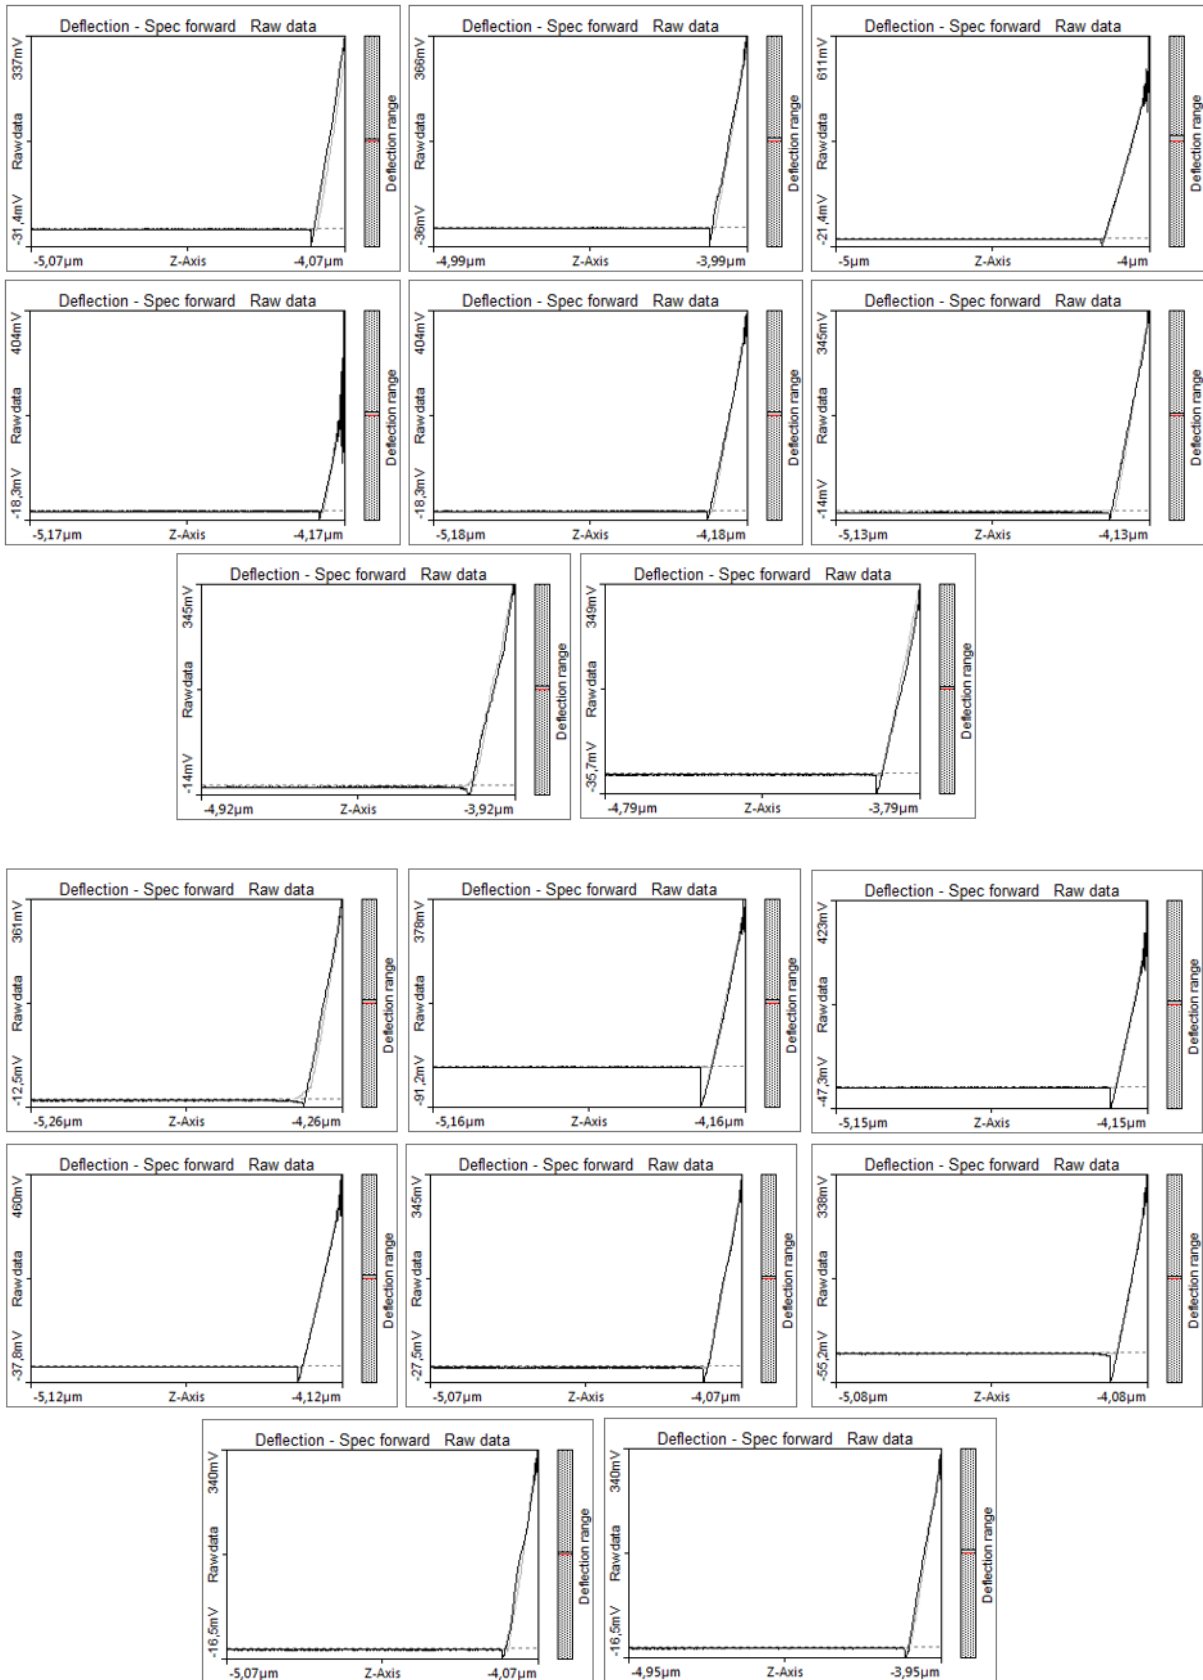 Deflection - Spec forward Raw data
337mV
Raw data
-31,4mV
Deflection range
-5,07µm Z-Axis -4,07µm
Deflection - Spec forward Raw data
366mV
Raw data
-36mV
Deflection range
-4,99µm Z-Axis -3,99µm
Deflection - Spec forward Raw data
611mV
Raw data
-21,4mV
Deflection range
-5µm Z-Axis -4µm
Deflection - Spec forward Raw data
404mV
Raw data
-18,3mV
Deflection range
-5,17µm Z-Axis -4,17µm
Deflection - Spec forward Raw data
404mV
Raw data
-18,3mV
Deflection range
-5,18µm Z-Axis -4,18µm
Deflection - Spec forward Raw data
345mV
Raw data
-14mV
Deflection range
-5,13µm Z-Axis -4,13µm
Deflection - Spec forward Raw data
345mV
Raw data
-14mV
Deflection range
-4,92µm Z-Axis -3,92µm
Deflection - Spec forward Raw data
349mV
Raw data
-35,7mV
Deflection range
-4,79µm Z-Axis -3,79µm
Deflection - Spec forward Raw data
361mV
Raw data
-12,5mV
Deflection range
-5,26µm Z-Axis -4,26µm
Deflection - Spec forward Raw data
378mV
Raw data
-91,2mV
Deflection range
-5,16µm Z-Axis -4,16µm
Deflection - Spec forward Raw data
423mV
Raw data
-47,3mV
Deflection range
-5,15µm Z-Axis -4,15µm
Deflection - Spec forward Raw data
460mV
Raw data
-37,8mV
Deflection range
-5,12µm Z-Axis -4,12µm
Deflection - Spec forward Raw data
345mV
Raw data
-27,5mV
Deflection range
-5,07µm Z-Axis -4,07µm
Deflection - Spec forward Raw data
338mV
Raw data
-55,2mV
Deflection range
-5,08µm Z-Axis -4,08µm
Deflection - Spec forward Raw data
340mV
Raw data
-16,5mV
Deflection range
-5,07µm Z-Axis -4,07µm
Deflection - Spec forward Raw data
340mV
Raw data
-16,5mV
Deflection range
-4,95µm Z-Axis -3,95µm